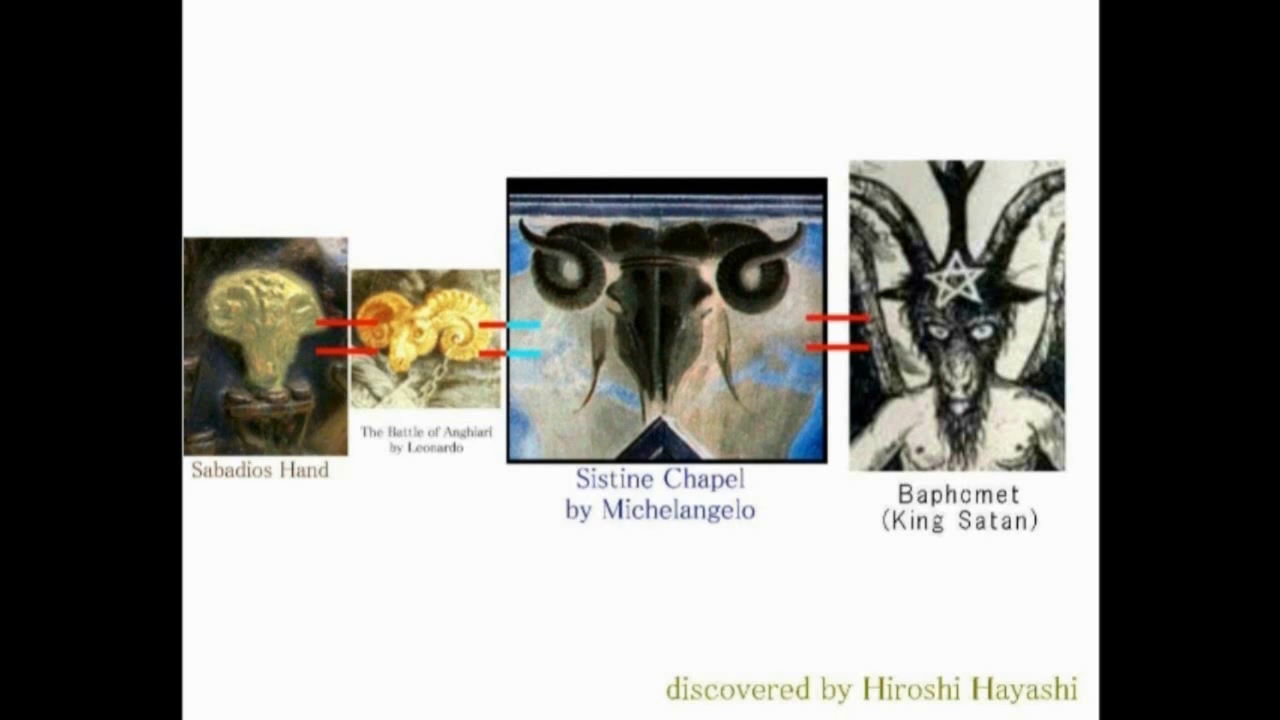 Sabadios Hand
The Battle of Anghiari
by Leonardo
Sistine Chapel
by Michelangelo
Baphomet
(King Satan)
discovered by Hiroshi Hayashi